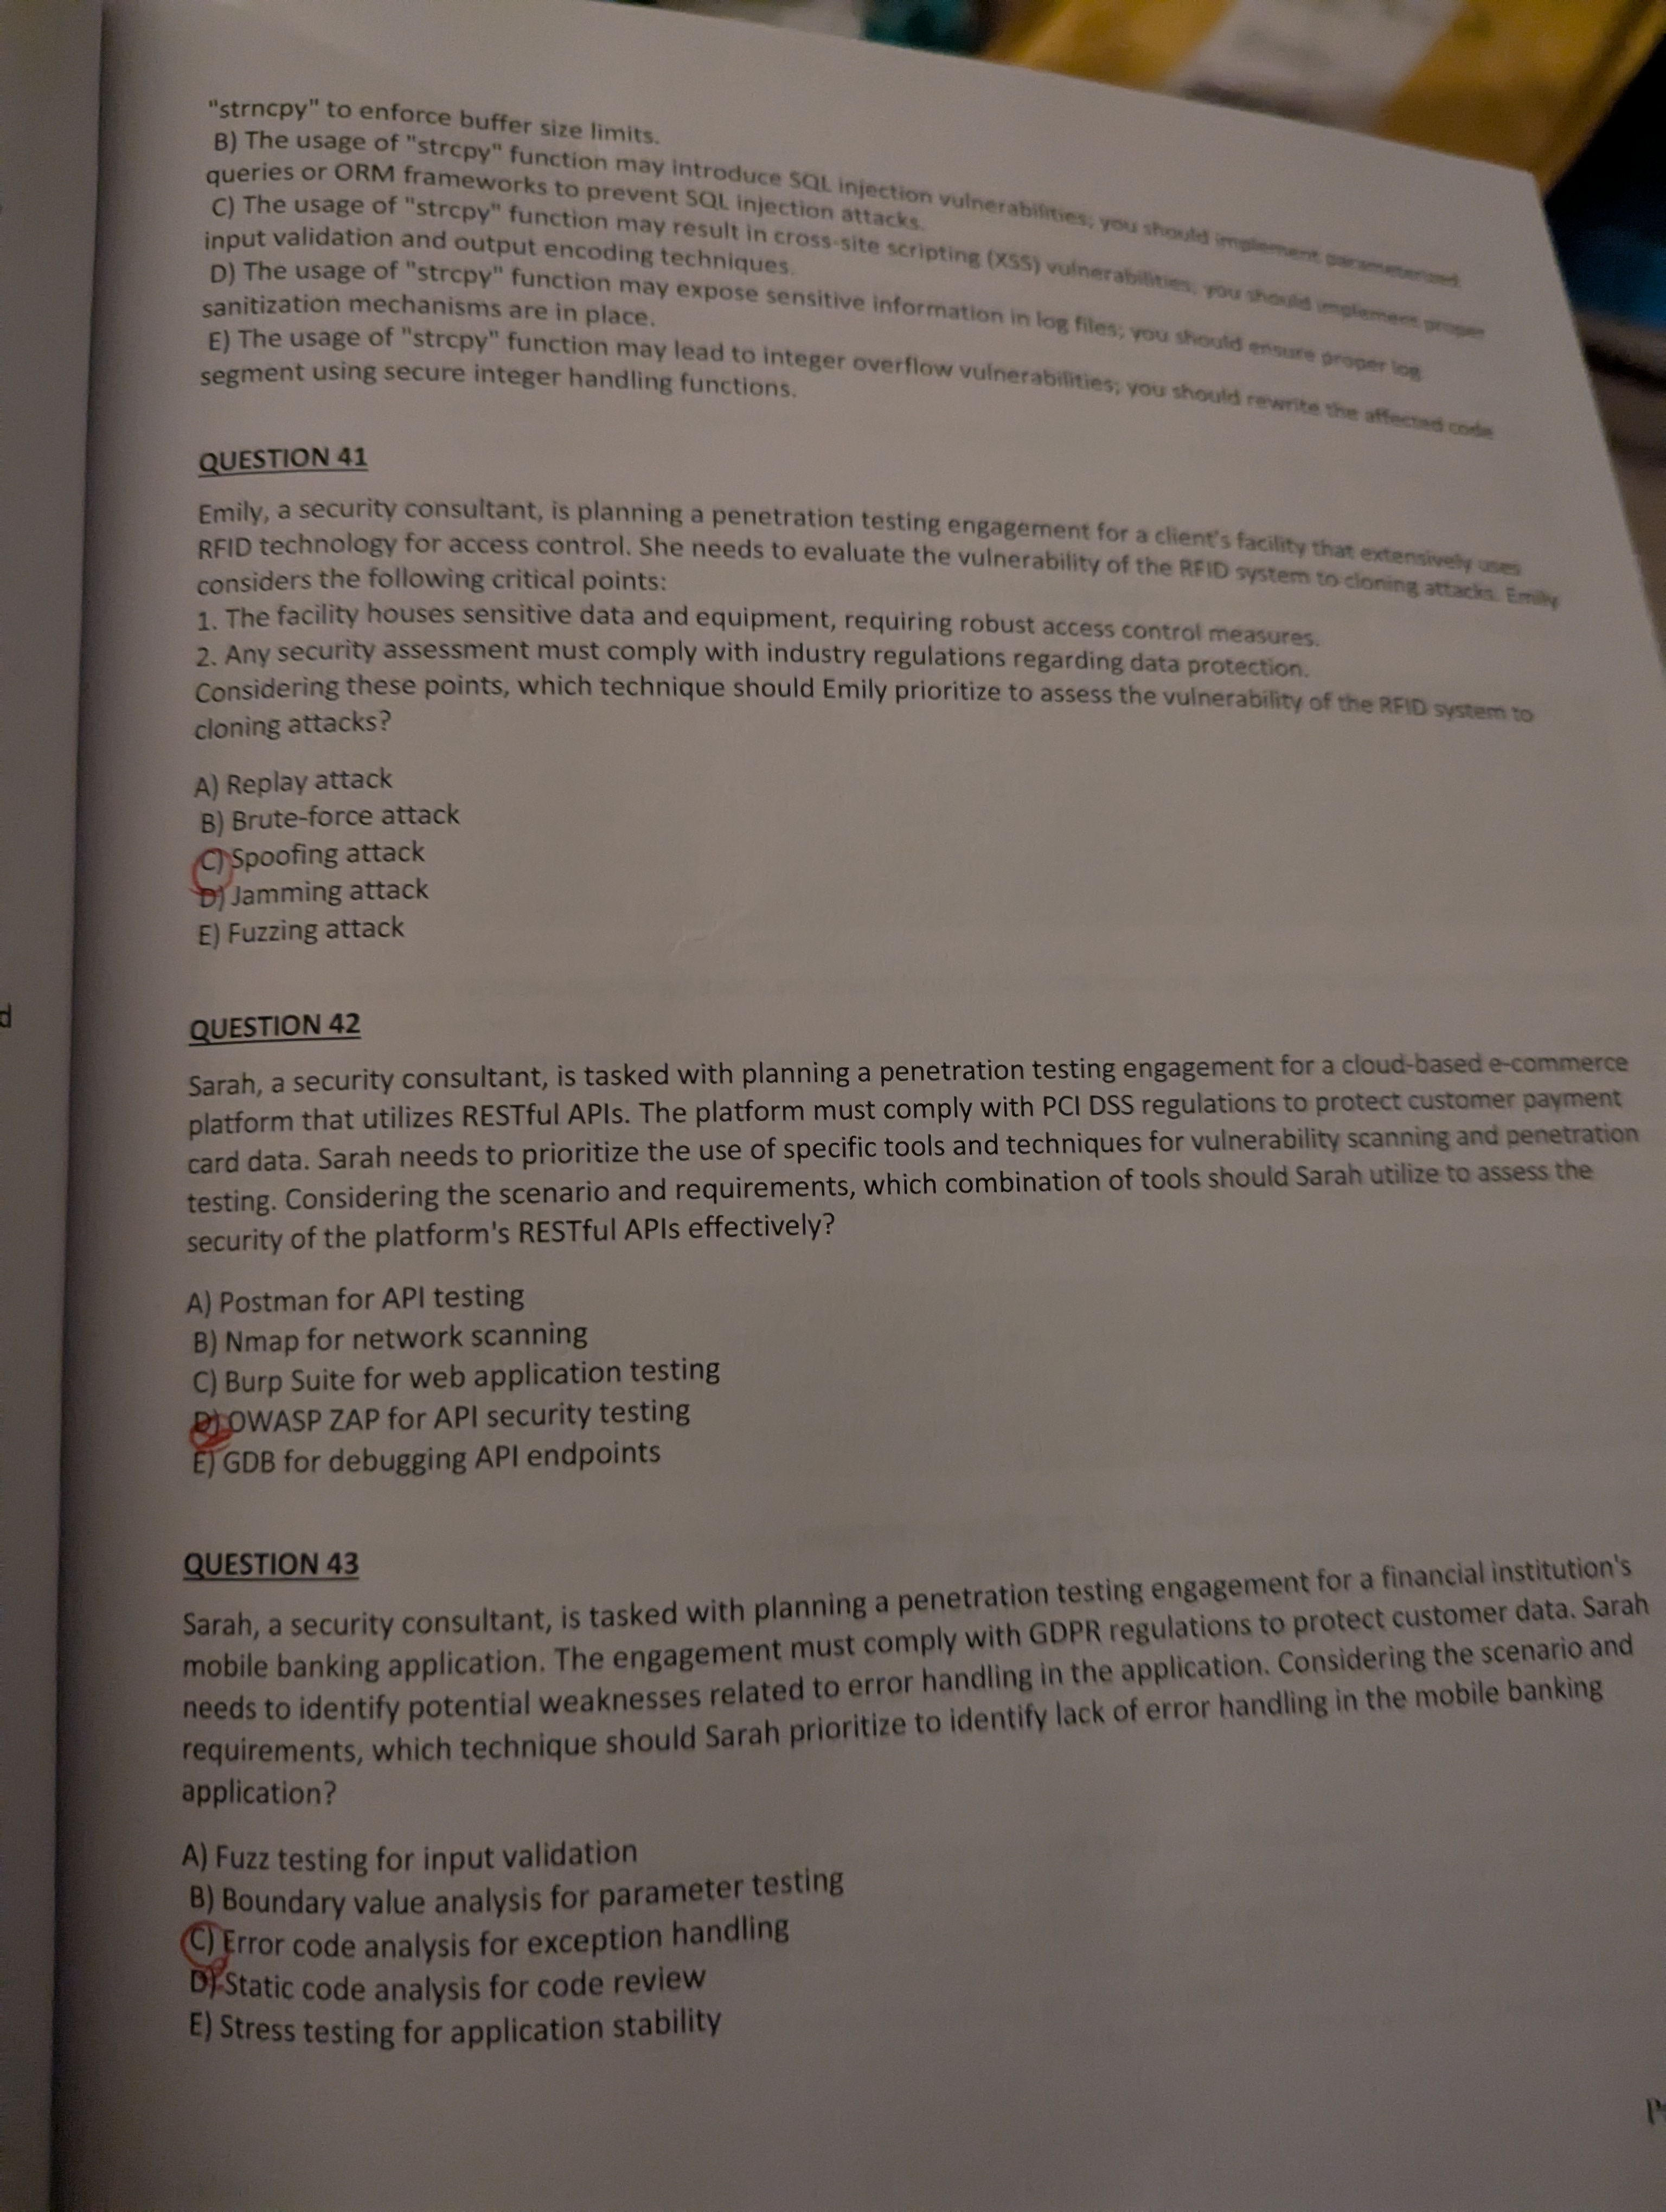 "strncpy" to enforce buffer size limits.
B) The usage of "strcpy" function may introduce SQL injection vulnerabilities; you should implement parameterized
queries or ORM frameworks to prevent SQL injection attacks.
C) The usage of "strcpy" function may result in cross-site scripting (XSS) vulnerabilities; you should implement proper
input validation and output encoding techniques.
D) The usage of "strcpy" function may expose sensitive information in log files; you should ensure proper log
sanitization mechanisms are in place.
E) The usage of "strcpy" function may lead to integer overflow vulnerabilities; you should rewrite the affected code
segment using secure integer handling functions.
QUESTION 41
Emily, a security consultant, is planning a penetration testing engagement for a client's facility that extensively uses
RFID technology for access control. She needs to evaluate the vulnerability of the RFID system to cloning attacks. Emily
considers the following critical points:
1. The facility houses sensitive data and equipment, requiring robust access control measures.
2. Any security assessment must comply with industry regulations regarding data protection.
Considering these points, which technique should Emily prioritize to assess the vulnerability of the RFID system to
cloning attacks?
A) Replay attack
B) Brute-force attack
C) Spoofing attack
D) Jamming attack
E) Fuzzing attack
d
QUESTION 42
Sarah, a security consultant, is tasked with planning a penetration testing engagement for a cloud-based e-commerce
platform that utilizes RESTful APIs. The platform must comply with PCI DSS regulations to protect customer payment
card data. Sarah needs to prioritize the use of specific tools and techniques for vulnerability scanning and penetration
testing. Considering the scenario and requirements, which combination of tools should Sarah utilize to assess the
security of the platform's RESTful APIs effectively?
A) Postman for API testing
B) Nmap for network scanning
C) Burp Suite for web application testing
D) OWASP ZAP for API security testing
E) GDB for debugging API endpoints
QUESTION 43
Sarah, a security consultant, is tasked with planning a penetration testing engagement for a financial institution's
mobile banking application. The engagement must comply with GDPR regulations to protect customer data. Sarah
needs to identify potential weaknesses related to error handling in the application. Considering the scenario and
requirements, which technique should Sarah prioritize to identify lack of error handling in the mobile banking
application?
A) Fuzz testing for input validation
B) Boundary value analysis for parameter testing
C) Error code analysis for exception handling
D) Static code analysis for code review
E) Stress testing for application stability